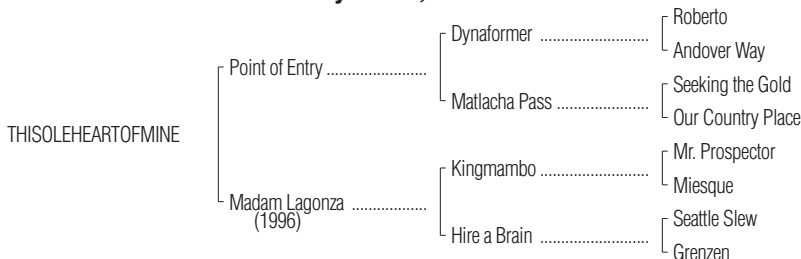 Roberto
Dynaformer ..........................
Andover Way
Point of Entry ........................
Seeking the Gold
Matlacha Pass ......................
Our Country Place
THISOLEHEARTOFMINE
Mr. Prospector
Kingmambo ..........................
Miesque
Madam Lagonza ..................
(1996)
Seattle Slew
Hire a Brain ..........................
Grenzen